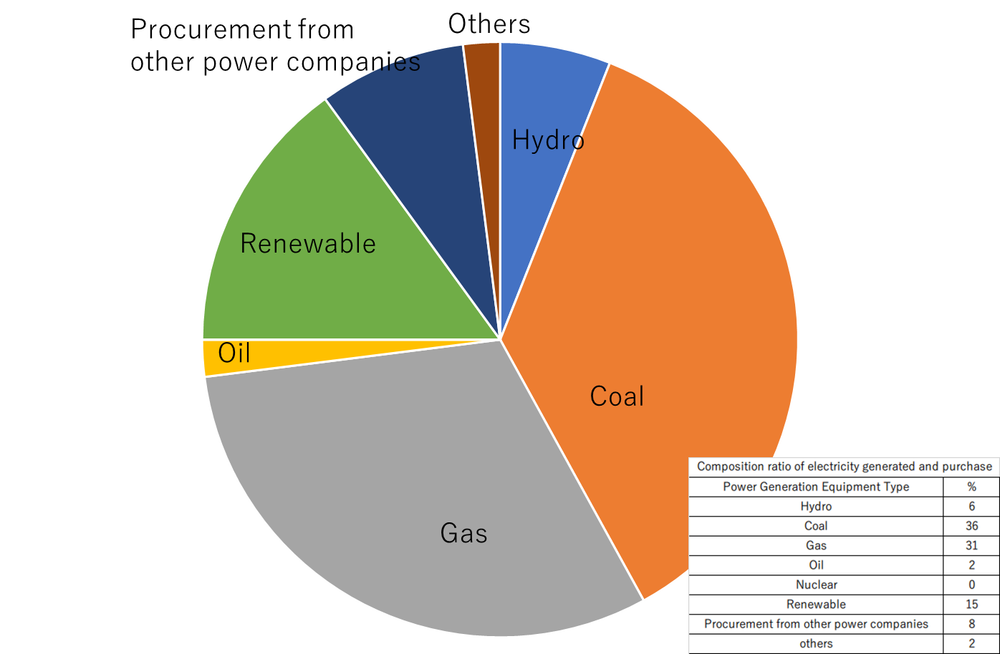 Procurement from
other power companies
Others
Hydro
Renewable
Oil
Coal
Gas
Composition ratio of electricity generated and purchase
Power Generation Equipment Type %
Hydro 6
Coal 36
Gas 31
Oil 2
Nuclear 0
Renewable 15
Procurement from other power companies 8
others 2